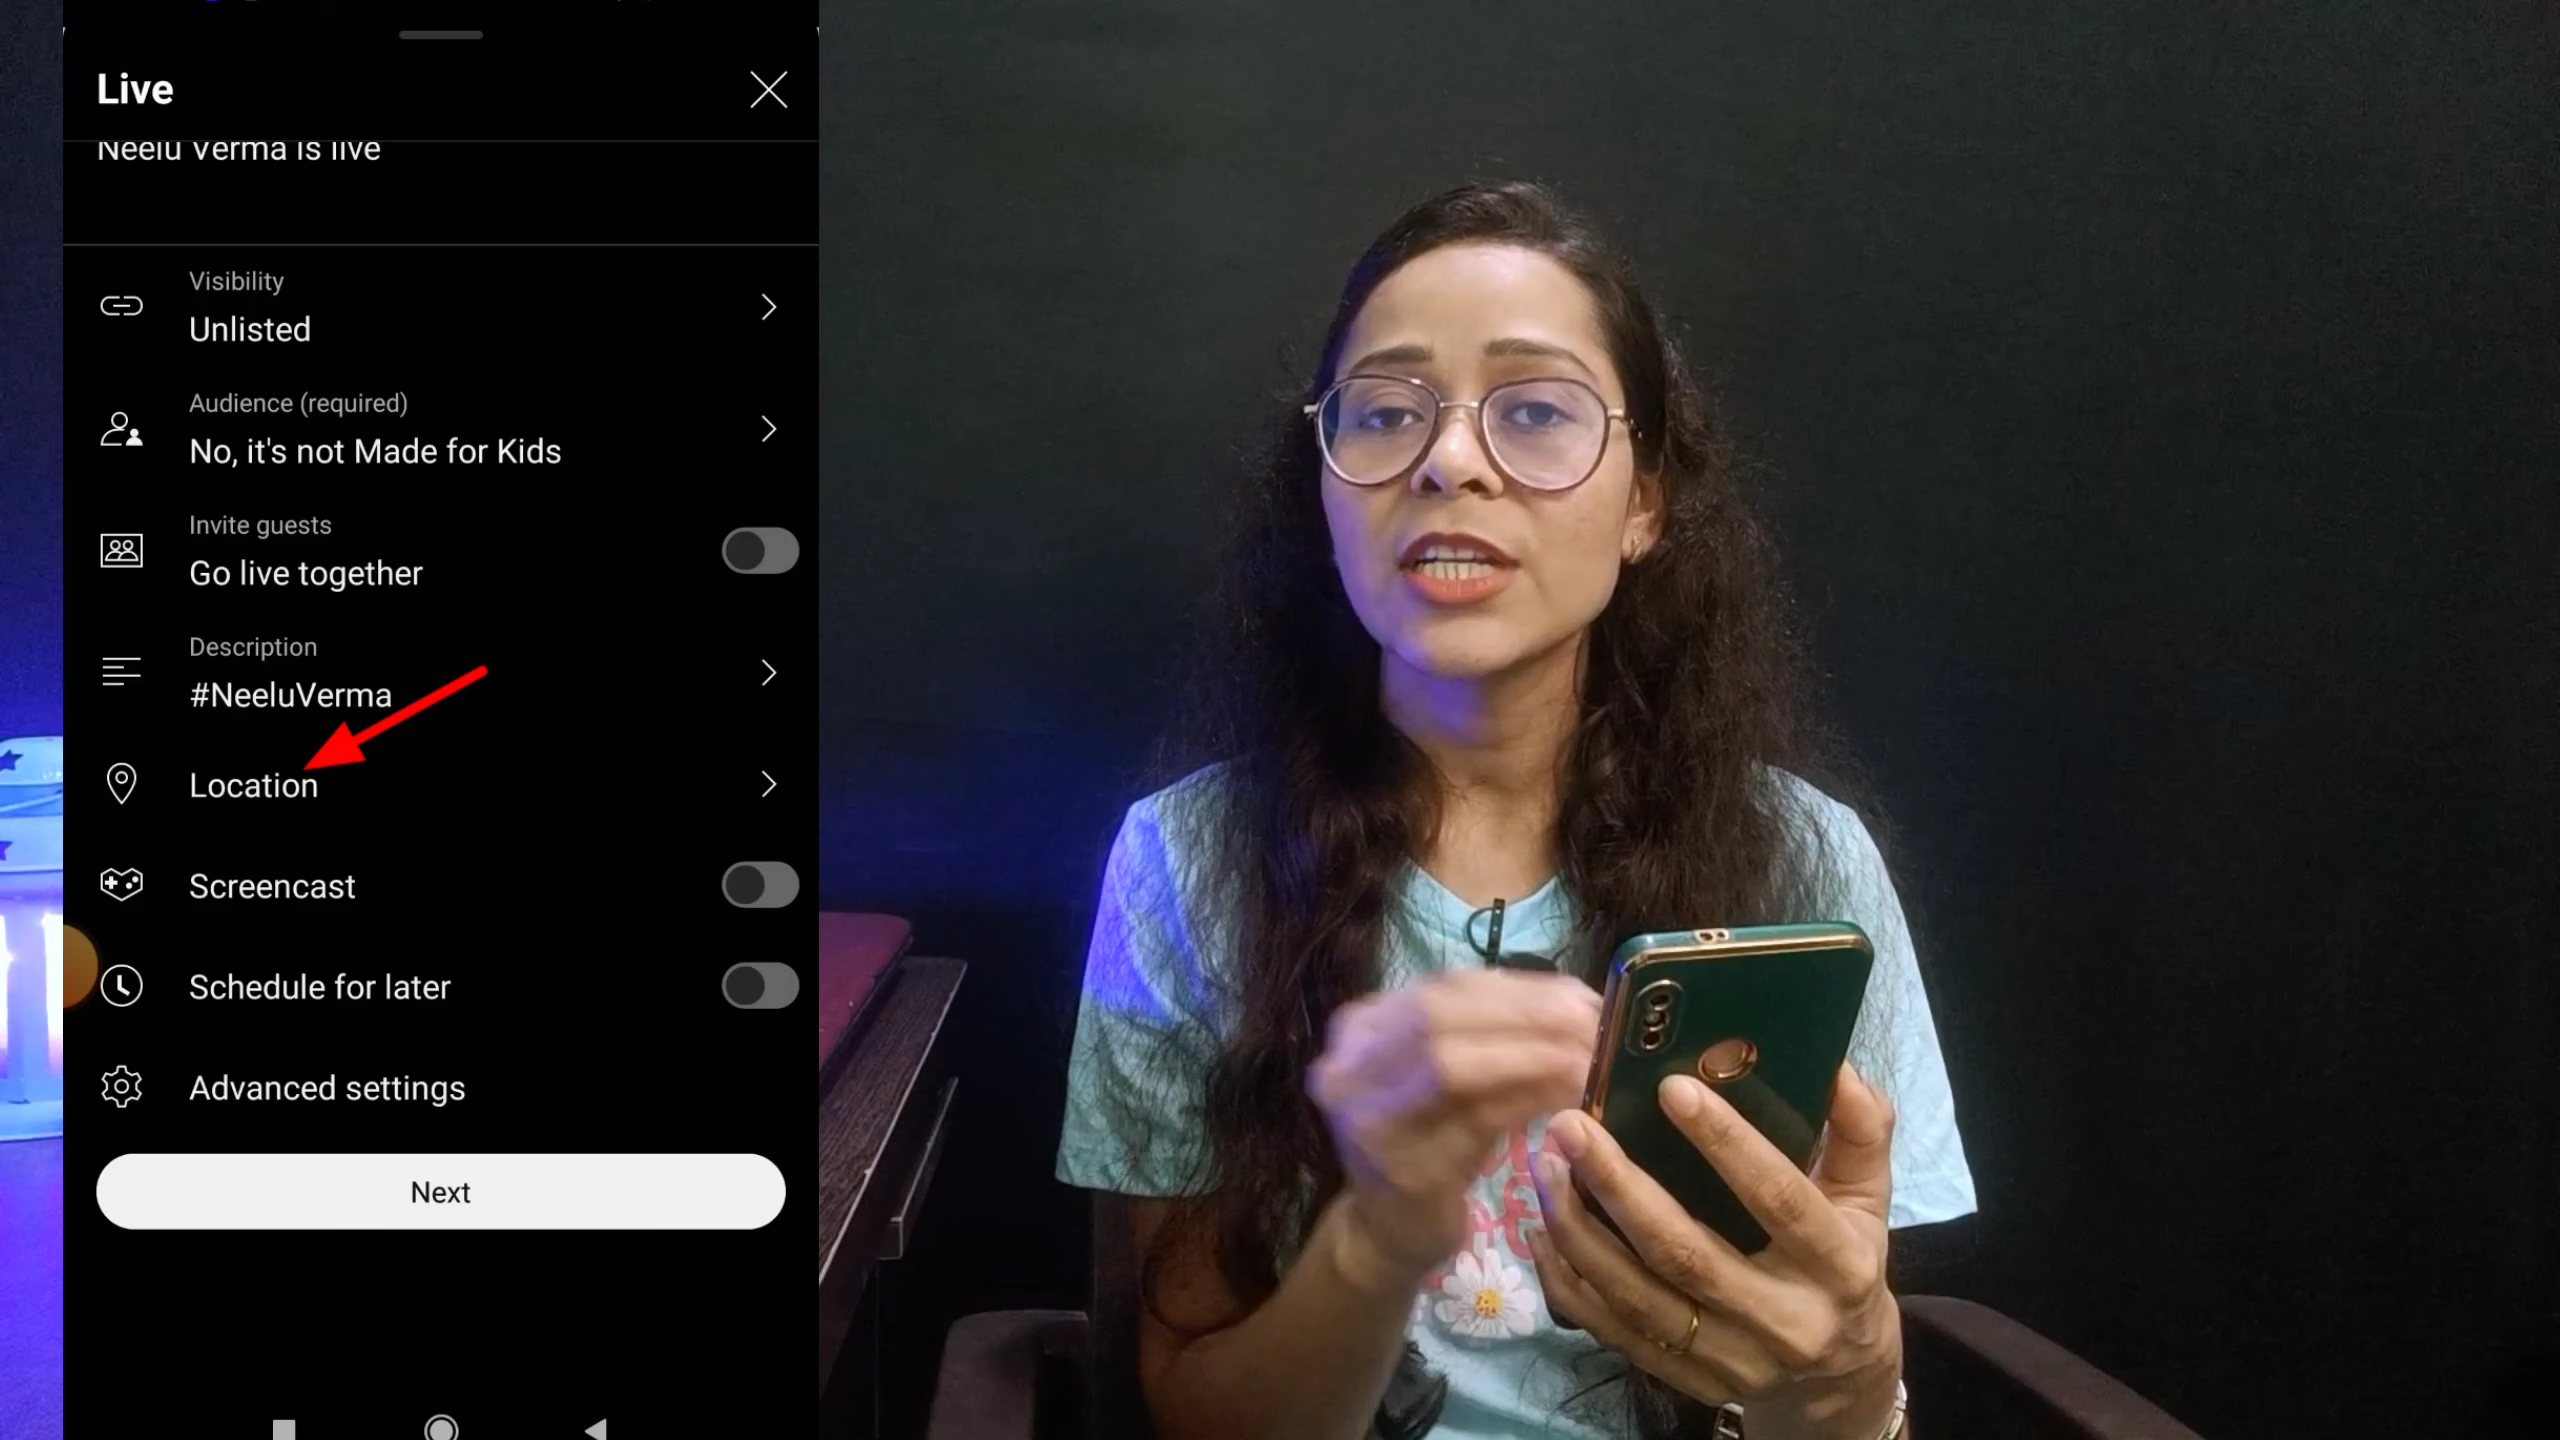 Live
Neelu Verma is live
Visibility
Unlisted
Audience (required)
No, it's not Made for Kids
Invite guests
Go live together
Description
#NeeluVerma
Location
Screencast
Schedule for later
Advanced settings
Next